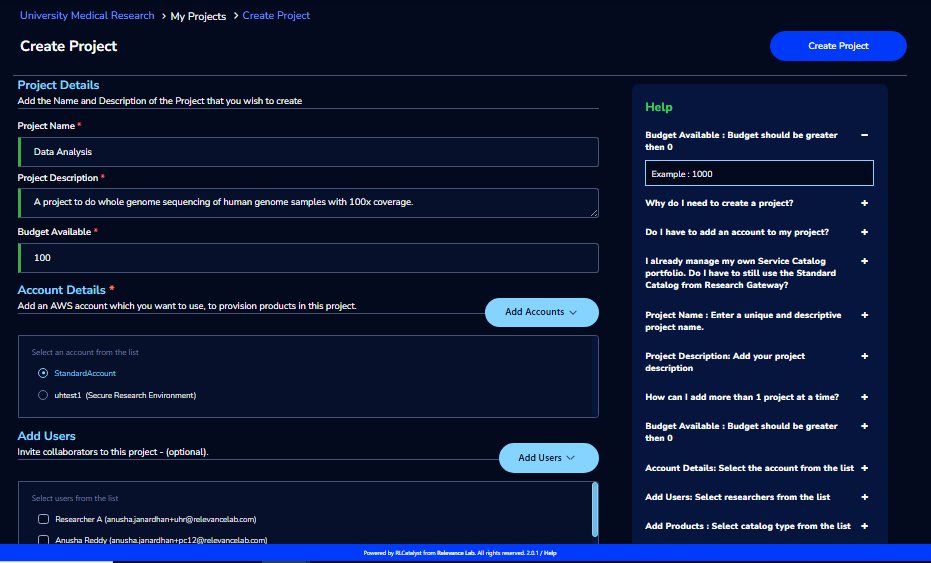 University Medical Research > My Projects > Create Project
Create Project
Create Project
Project Details
Add the Name and Description of the Project that you wish to create
Project Name *
Data Analysis
Project Description *
A project to do whole genome sequencing of human genome samples with 100x coverage.
Budget Available *
100
Account Details *
Add an AWS account which you want to use, to provision products in this project.
Add Accounts
Select an account from the list
StandardAccount
uhtest1 (Secure Research Environment)
Add Users
Invite collaborators to this project - (optional).
Add Users
Select users from the list
Researcher A (anusha.janardhan+uhr@relevancelab.com)
Anusha Reddy (anusha.janardhan+pc12@relevancelab.com)
Help
Budget Available : Budget should be greater
then 0
Example : 1000
Why do I need to create a project?
Do I have to add an account to my project?
I already manage my own Service Catalog
portfolio. Do I have to still use the Standard
Catalog from Research Gateway?
Project Name : Enter a unique and descriptive
project name.
Project Description: Add your project
description
How can I add more than 1 project at a time?
Budget Available : Budget should be greater
then 0
Account Details: Select the account from the list
Add Users: Select researchers from the list
Add Products : Select catalog type from the list
Powered by RLCatalyst from Relevance Lab. All rights reserved. 2.0.1 / Help